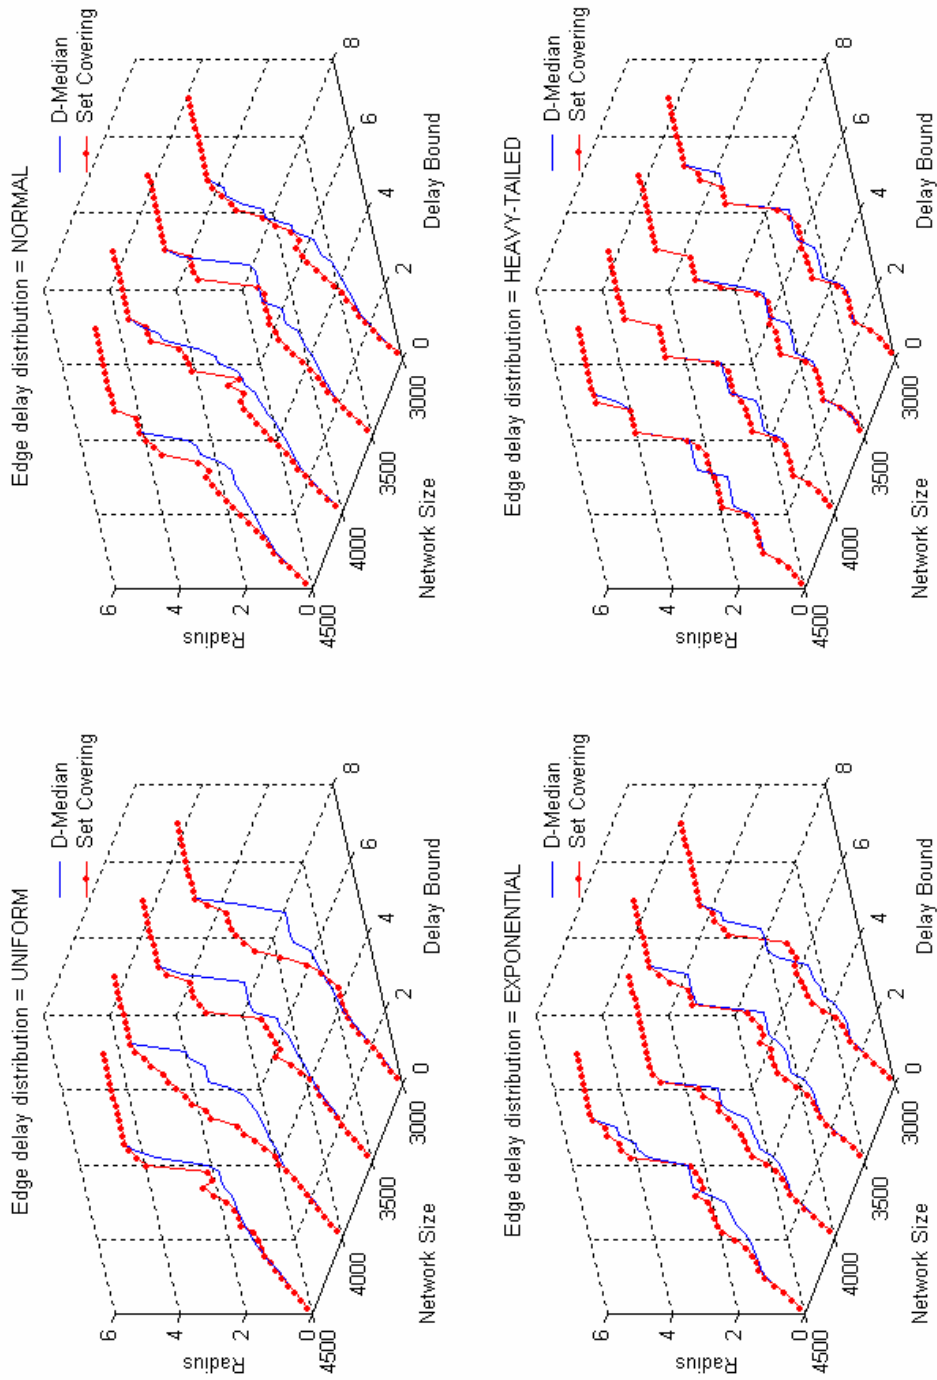 Edge delay distribution = UNIFORM
D-Median
Set Covering
6
4
2
0
Radius
4500
4000
3500
3000
Network Size
0
2
4
6
8
Delay Bound
Edge delay distribution = NORMAL
D-Median
Set Covering
6
4
2
0
Radius
4500
4000
3500
3000
Network Size
0
2
4
6
8
Delay Bound
Edge delay distribution = EXPONENTIAL
D-Median
Set Covering
6
4
2
0
Radius
4500
4000
3500
3000
Network Size
0
2
4
6
8
Delay Bound
Edge delay distribution = HEAVY-TAILED
D-Median
Set Covering
6
4
2
0
Radius
4500
4000
3500
3000
Network Size
0
2
4
6
8
Delay Bound